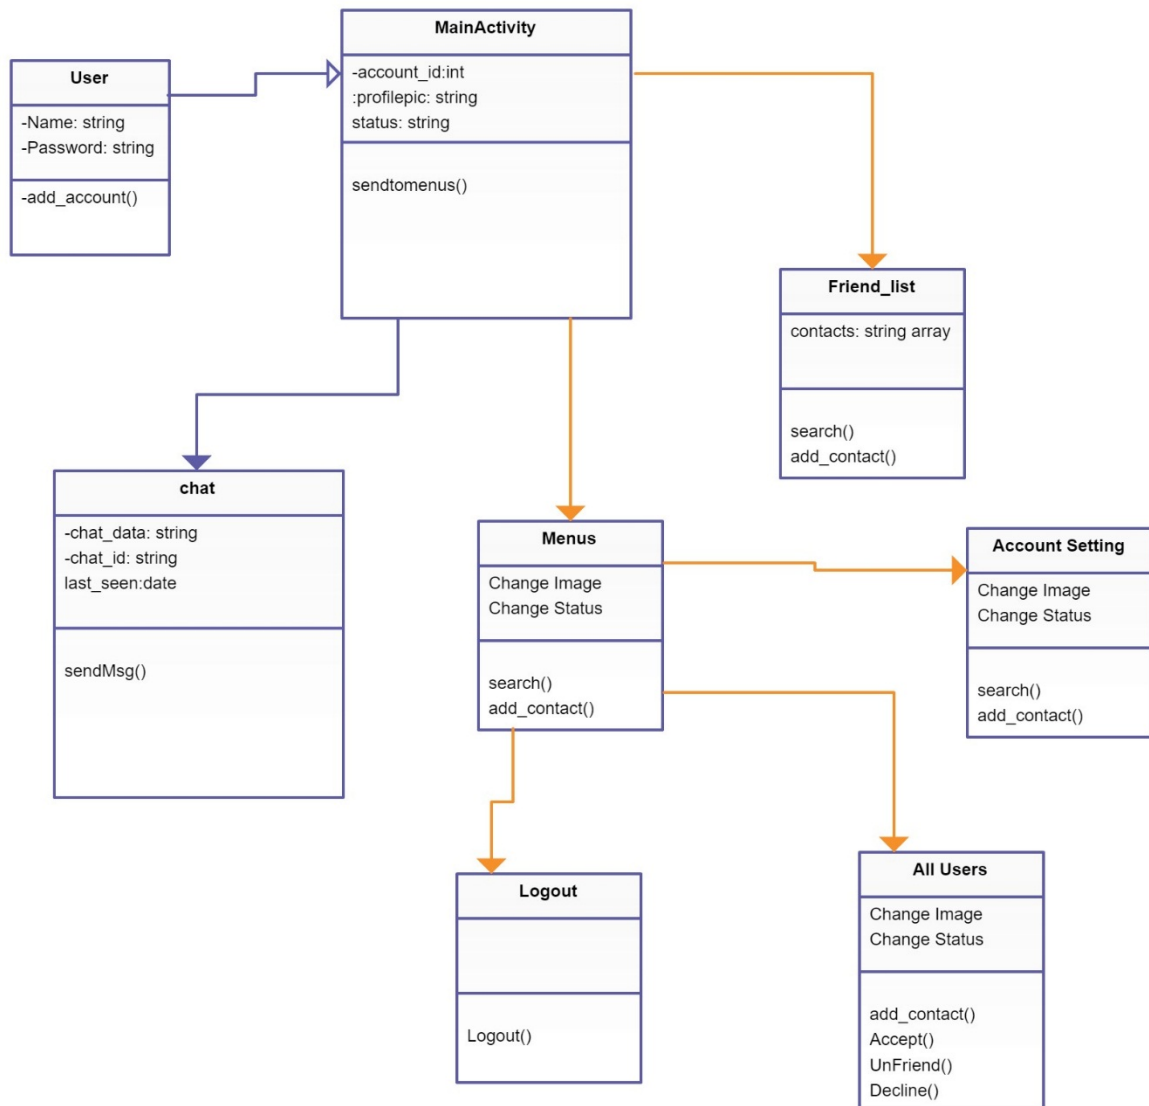 MainActivity
-account_id:int
:profilepic: string
status: string
sendtomenus()
User
-Name: string
-Password: string
-add_account()
Friend_list
contacts: string array
search()
add_contact()
chat
-chat_data: string
-chat_id: string
last_seen:date
sendMsg()
Menus
Change Image
Change Status
search()
add_contact()
Account Setting
Change Image
Change Status
search()
add_contact()
Logout
Logout()
All Users
Change Image
Change Status
add_contact()
Accept()
UnFriend()
Decline()